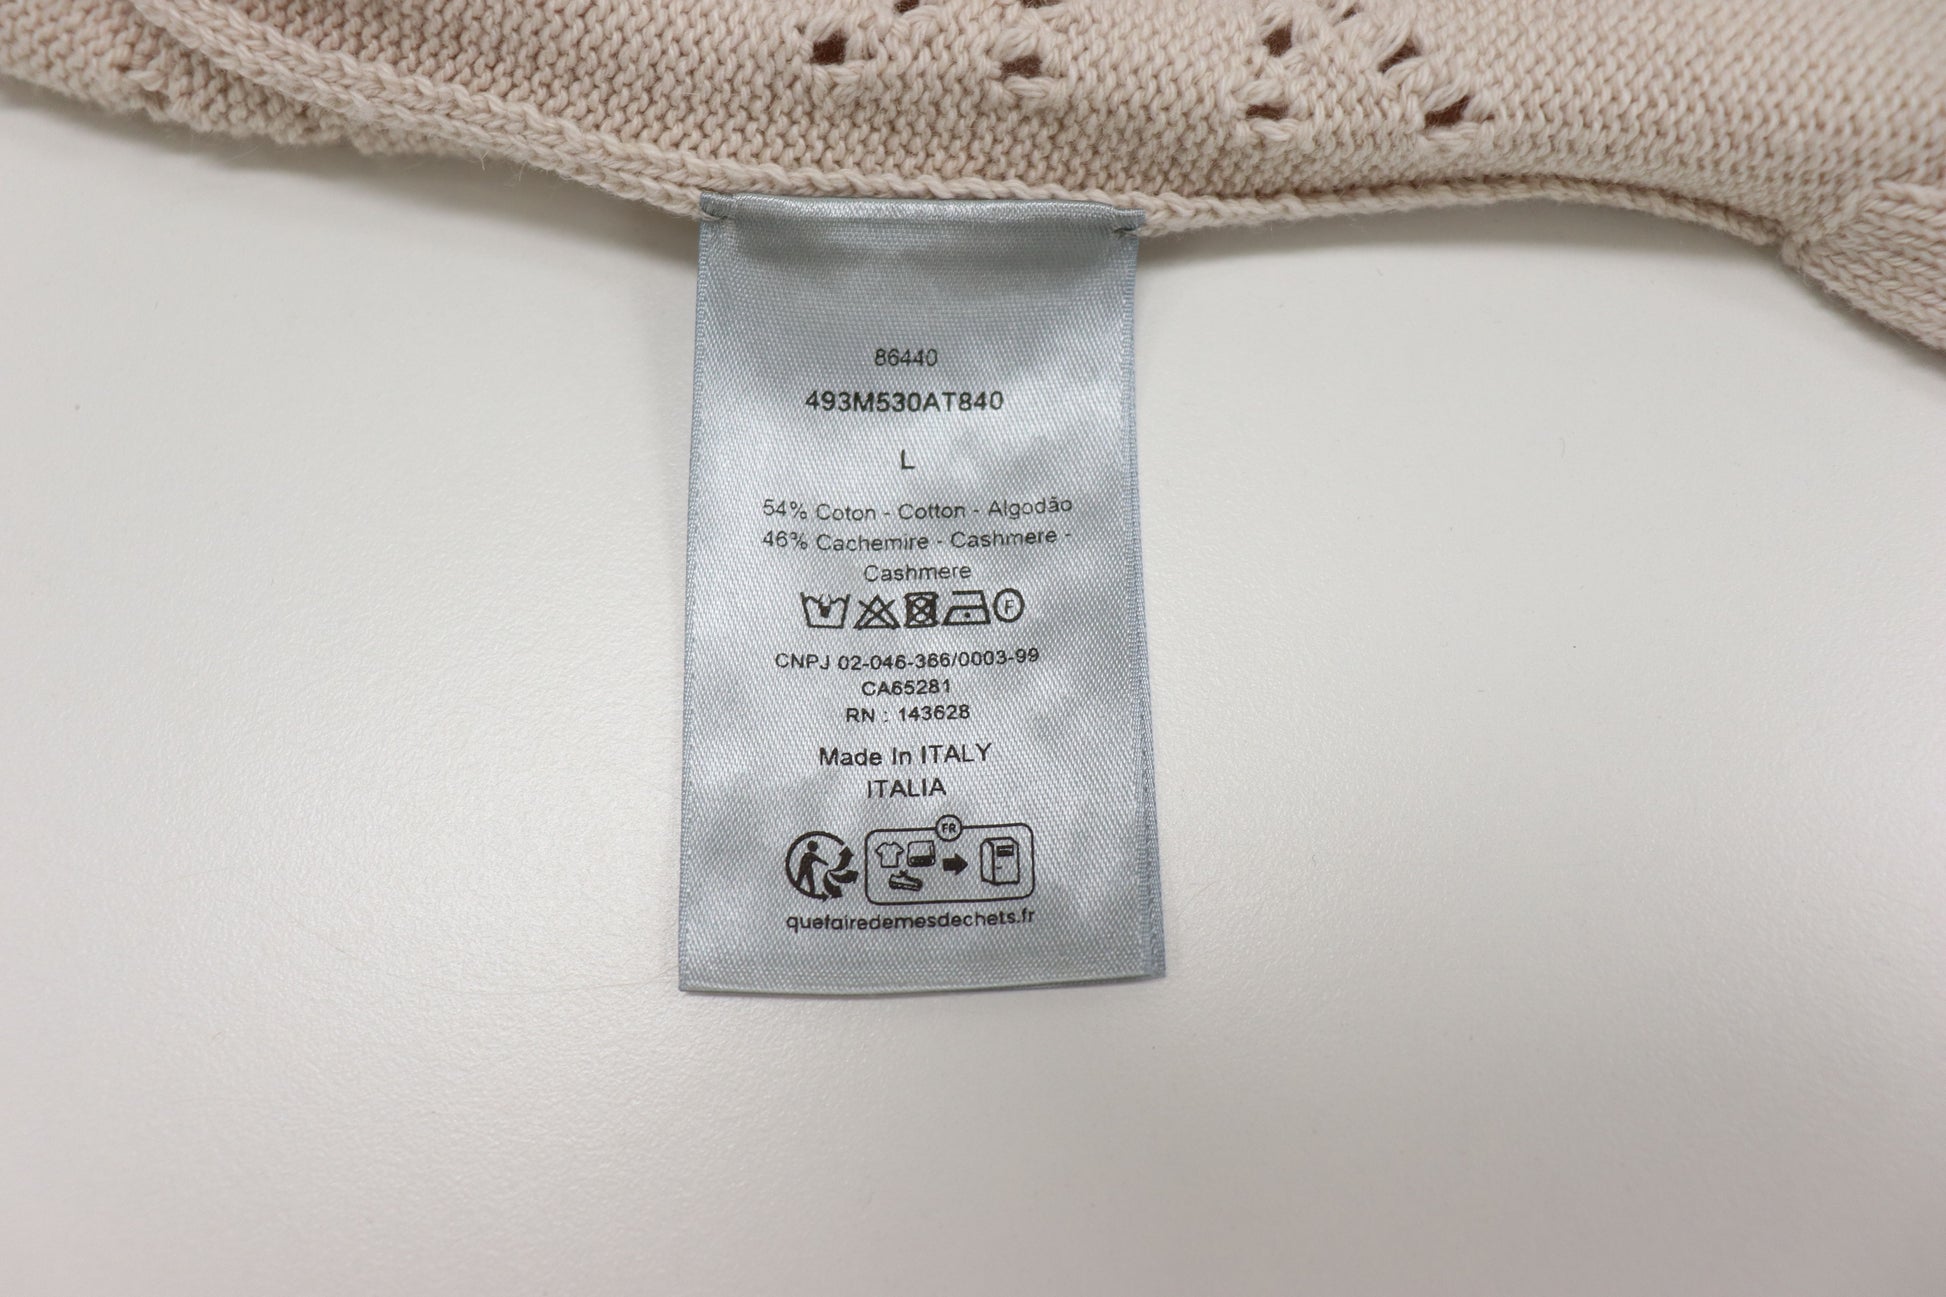 86440
493M530AT840
L
54% Coton - Cotton - Algodão
46% Cachemire - Cashmere -
Cashmere
F
CNPJ 02-046-366/0003-99
CA65281
RN : 143628
Made In ITALY
ITALIA
FR
quefairedemesdechets.fr